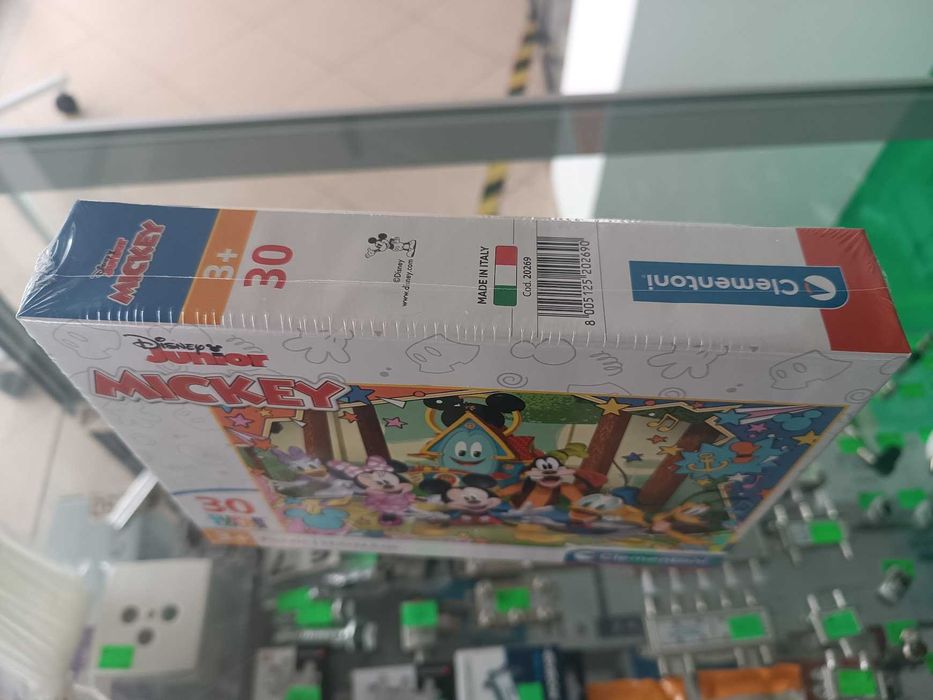 Disney
Junior
MICKEY
3+
30
©Disney
www.disney.com
MADE IN ITALY
Cod. 20269
8 005125 202690
Clementoni
Disney
Junior
MICKEY
30
Clementoni